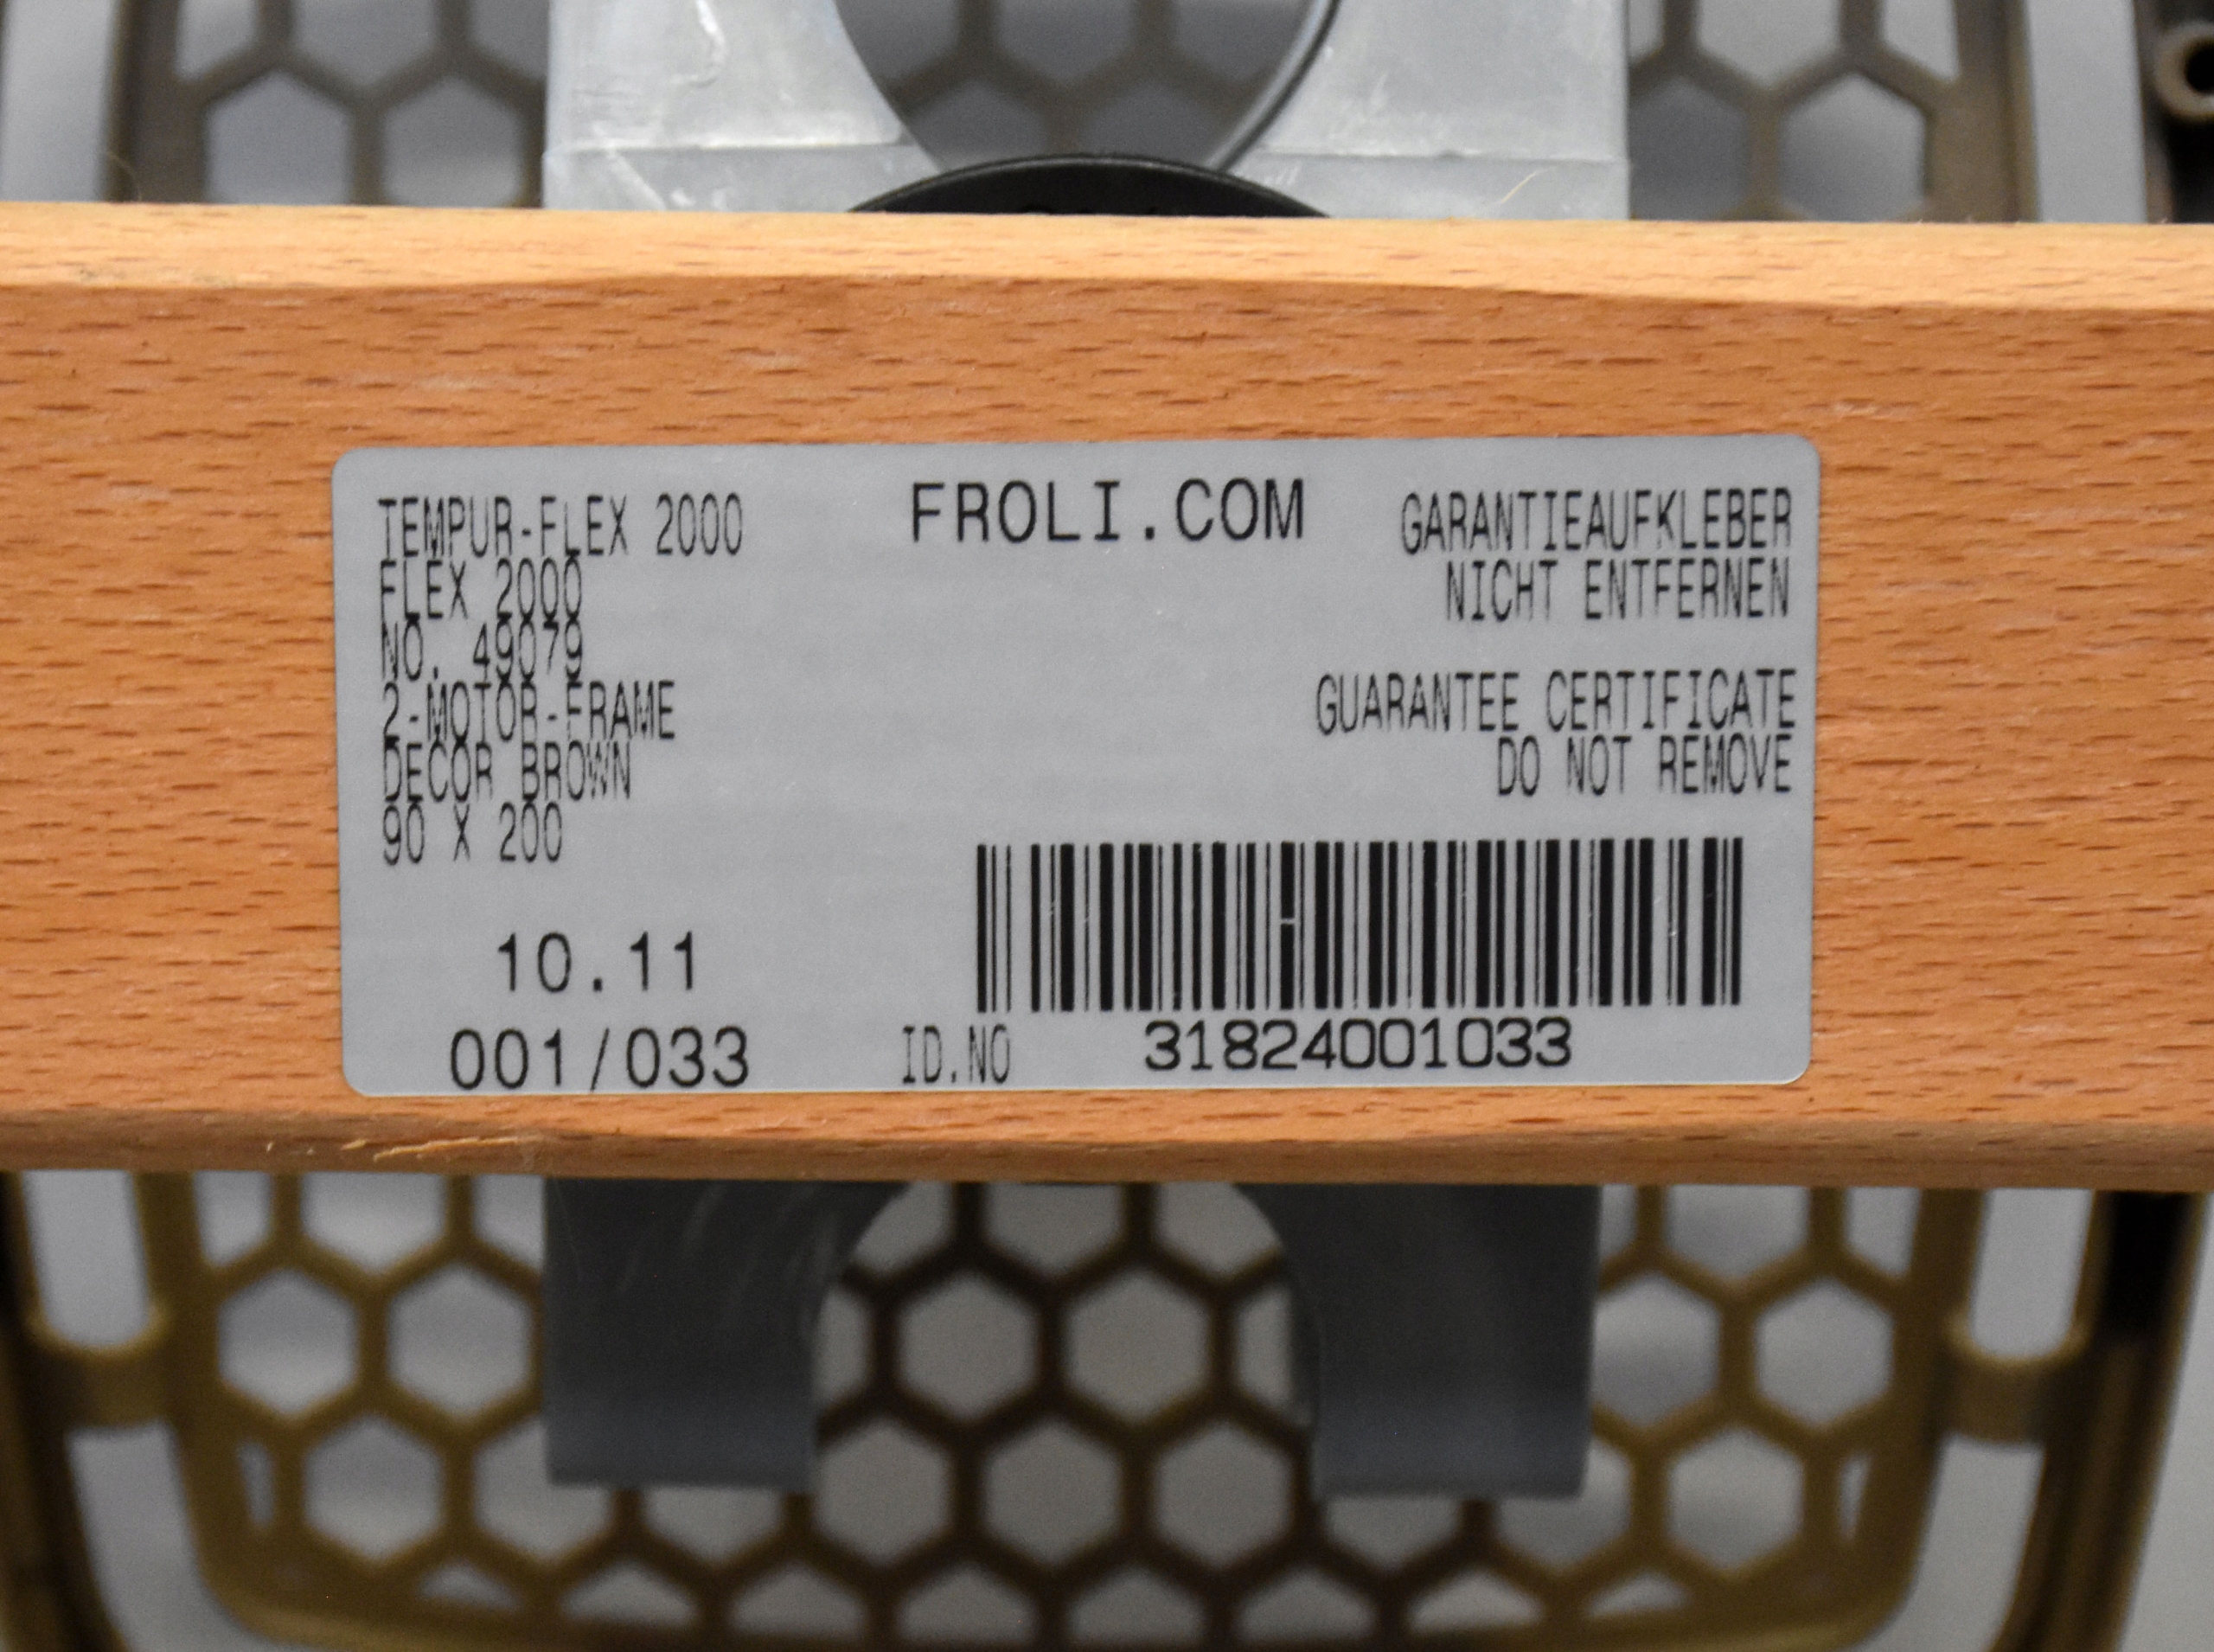 TEMPUR-FLEX 2000
FLEX 2000
NO. 49079
2-MOTOR-FRAME
DECOR BROWN
90 X 200
10.11
001/033
FROLI.COM
GARANTIEAUFKLEBER
NICHT ENTFERNEN
GUARANTEE CERTIFICATE
DO NOT REMOVE
ID.NO 31824001033